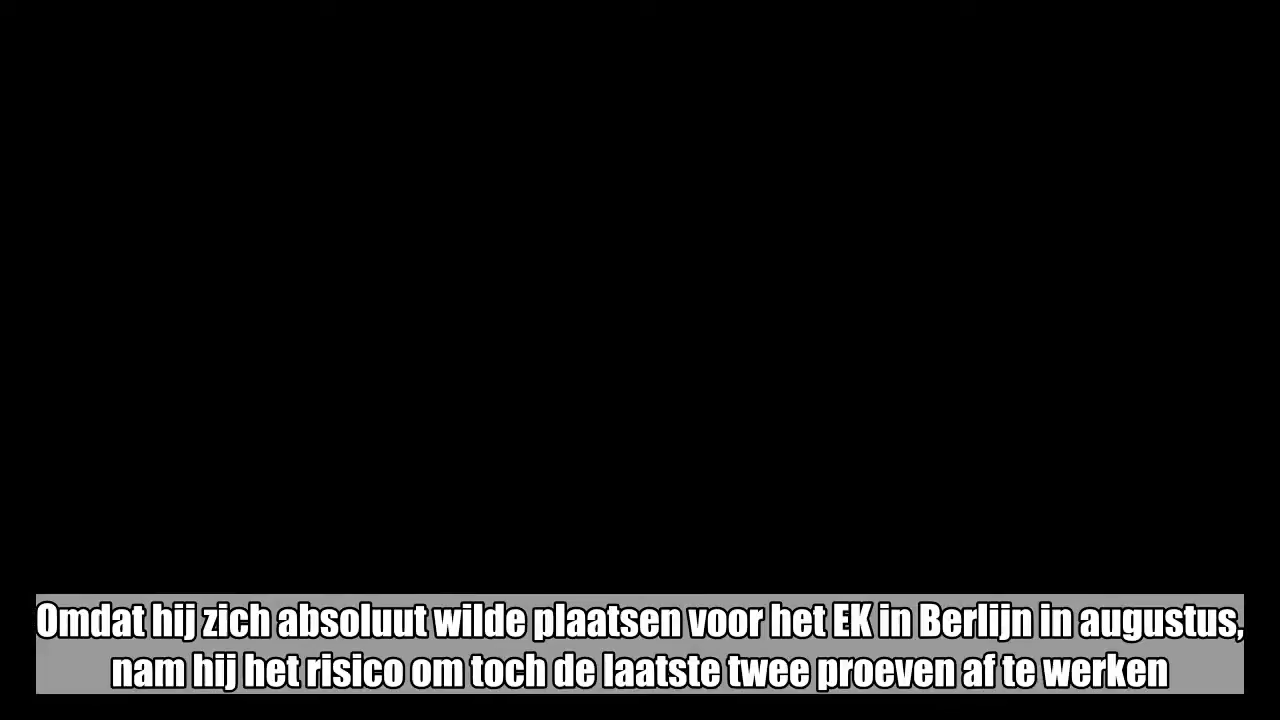 Omdat hij zich absoluut wilde plaatsen voor het EK in Berlijn in augustus,
nam hij het risico om toch de laatste twee proeven af te werken